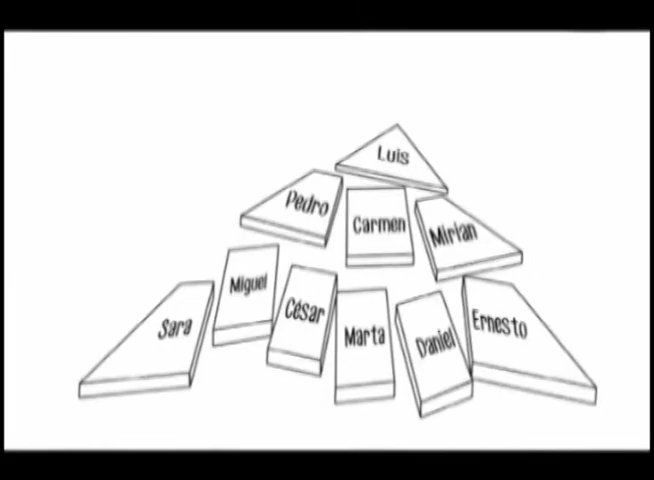 Luis
Pedro
Carmen
Mirian
Sara
Miguel
César
Marta
Daniel
Ernesto